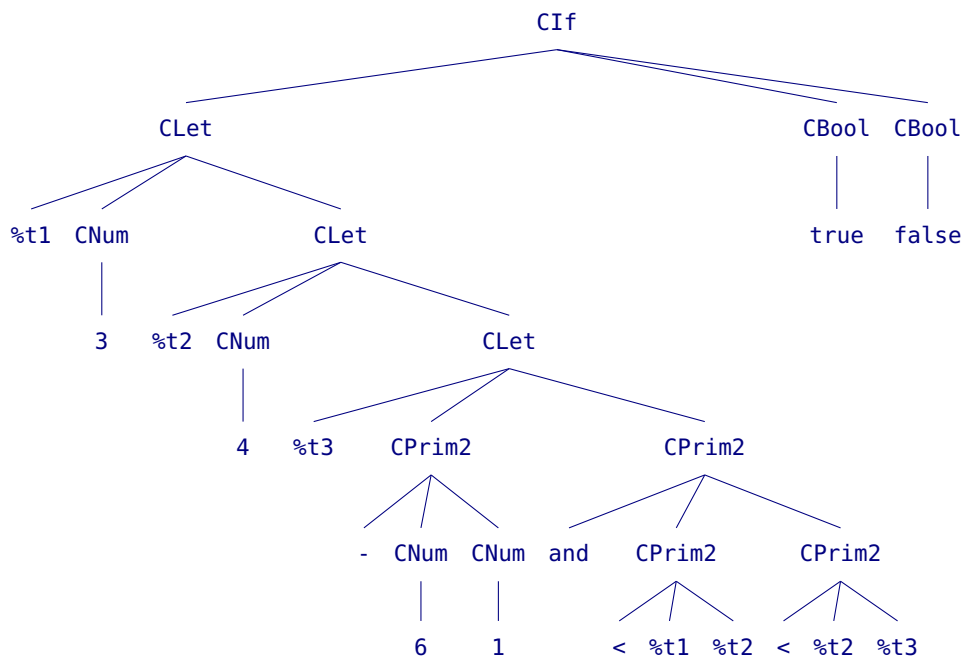 CIf
CLet CBool CBool
%t1 CNum CLet true false
3 %t2 CNum CLet
4 %t3 CPrim2 CPrim2
- CNum CNum and CPrim2 CPrim2
6 1 < %t1 %t2 < %t2 %t3